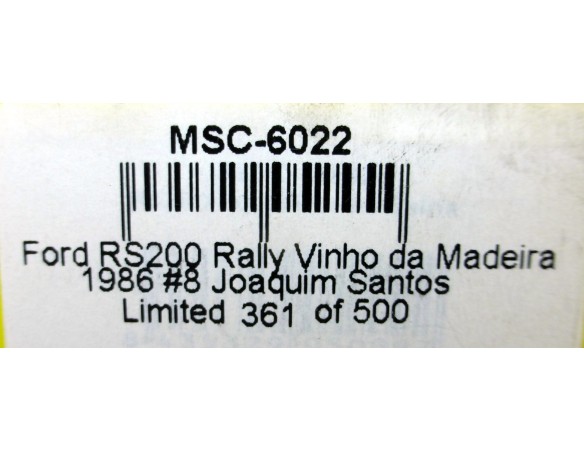 MSC-6022
Ford RS200 Rally Vinho da Madeira
1986 #8 Joaquim Santos
Limited 361 of 500